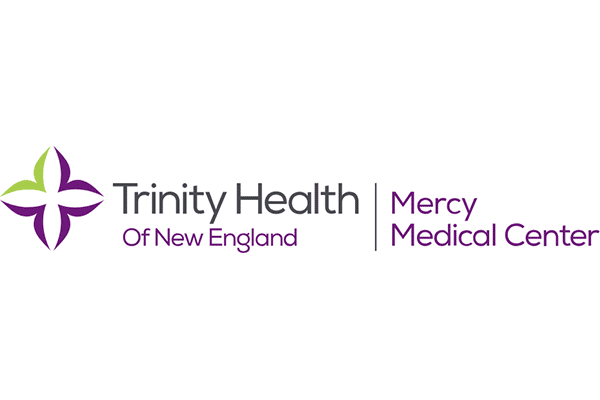 Trinity Health
Of New England
Mercy
Medical Center